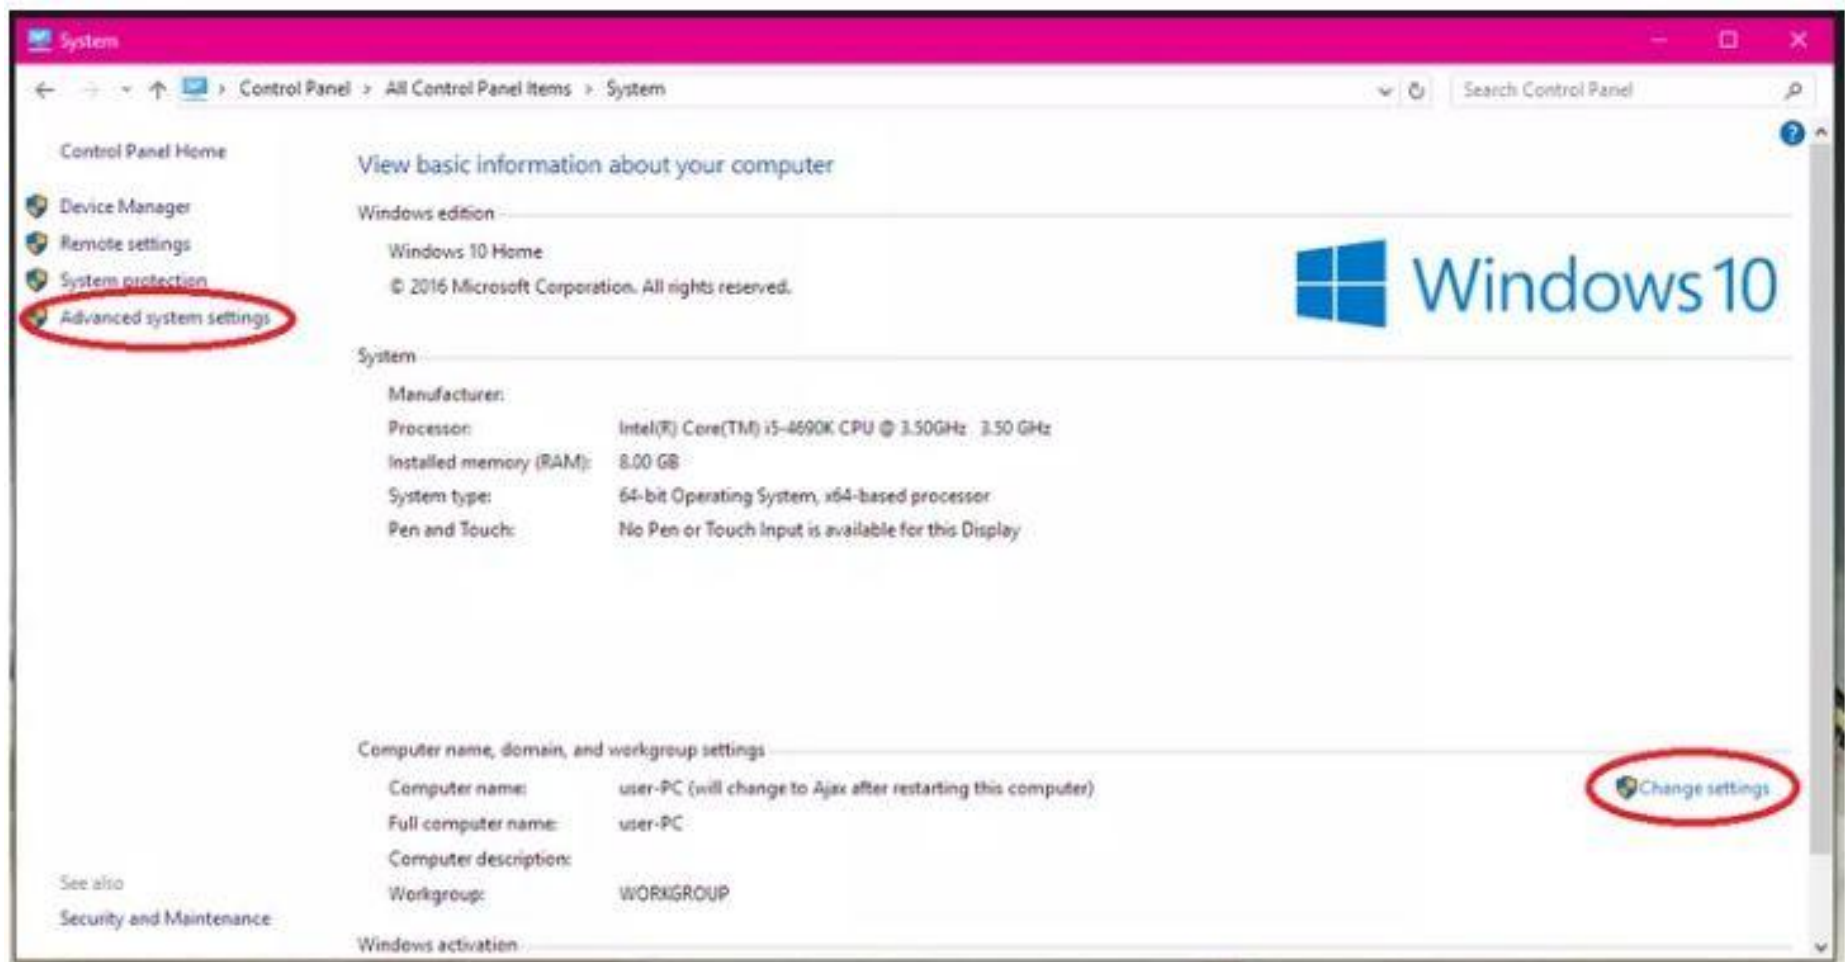 System
Control Panel > All Control Panel Items > System
Search Control Panel
Control Panel Home
Device Manager
Remote settings
System protection
Advanced system settings
See also
Security and Maintenance
View basic information about your computer
Windows edition
Windows 10 Home
© 2016 Microsoft Corporation. All rights reserved.
Windows 10
System
Manufacturer:
Processor: Intel(R) Core(TM) i5-4690K CPU @ 3.50GHz 3.50 GHz
Installed memory (RAM): 8.00 GB
System type: 64-bit Operating System, x64-based processor
Pen and Touch: No Pen or Touch Input is available for this Display
Computer name, domain, and workgroup settings
Computer name: user-PC (will change to Ajax after restarting this computer)
Change settings
Full computer name: user-PC
Computer description:
Workgroup: WORKGROUP
Windows activation